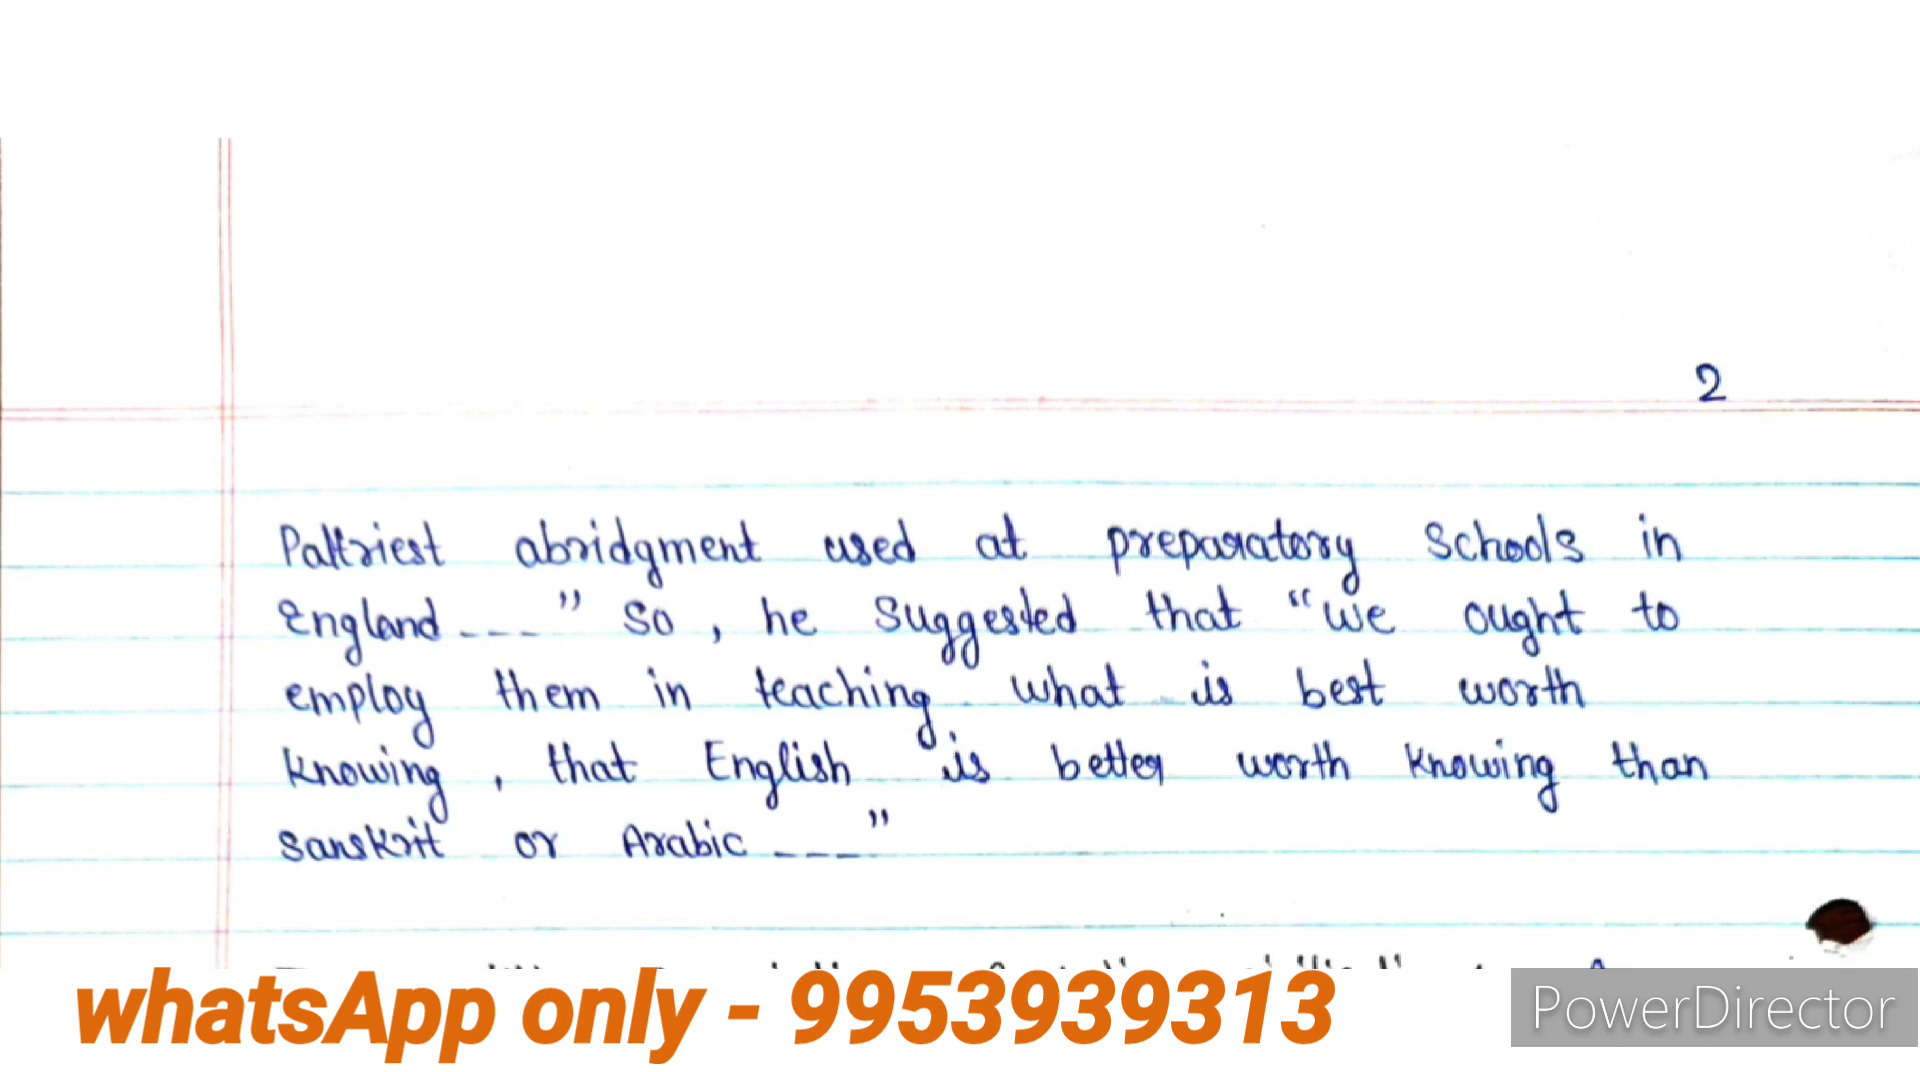 2
Paltriest abridgment used at preparatory Schools in
England ---" So, he Suggested that "we ought to
employ them in teaching what is best worth
Knowing, that English is better worth Knowing than
Sanskrit or Arabic ---"
whatsApp only - 9953939313
PowerDirector